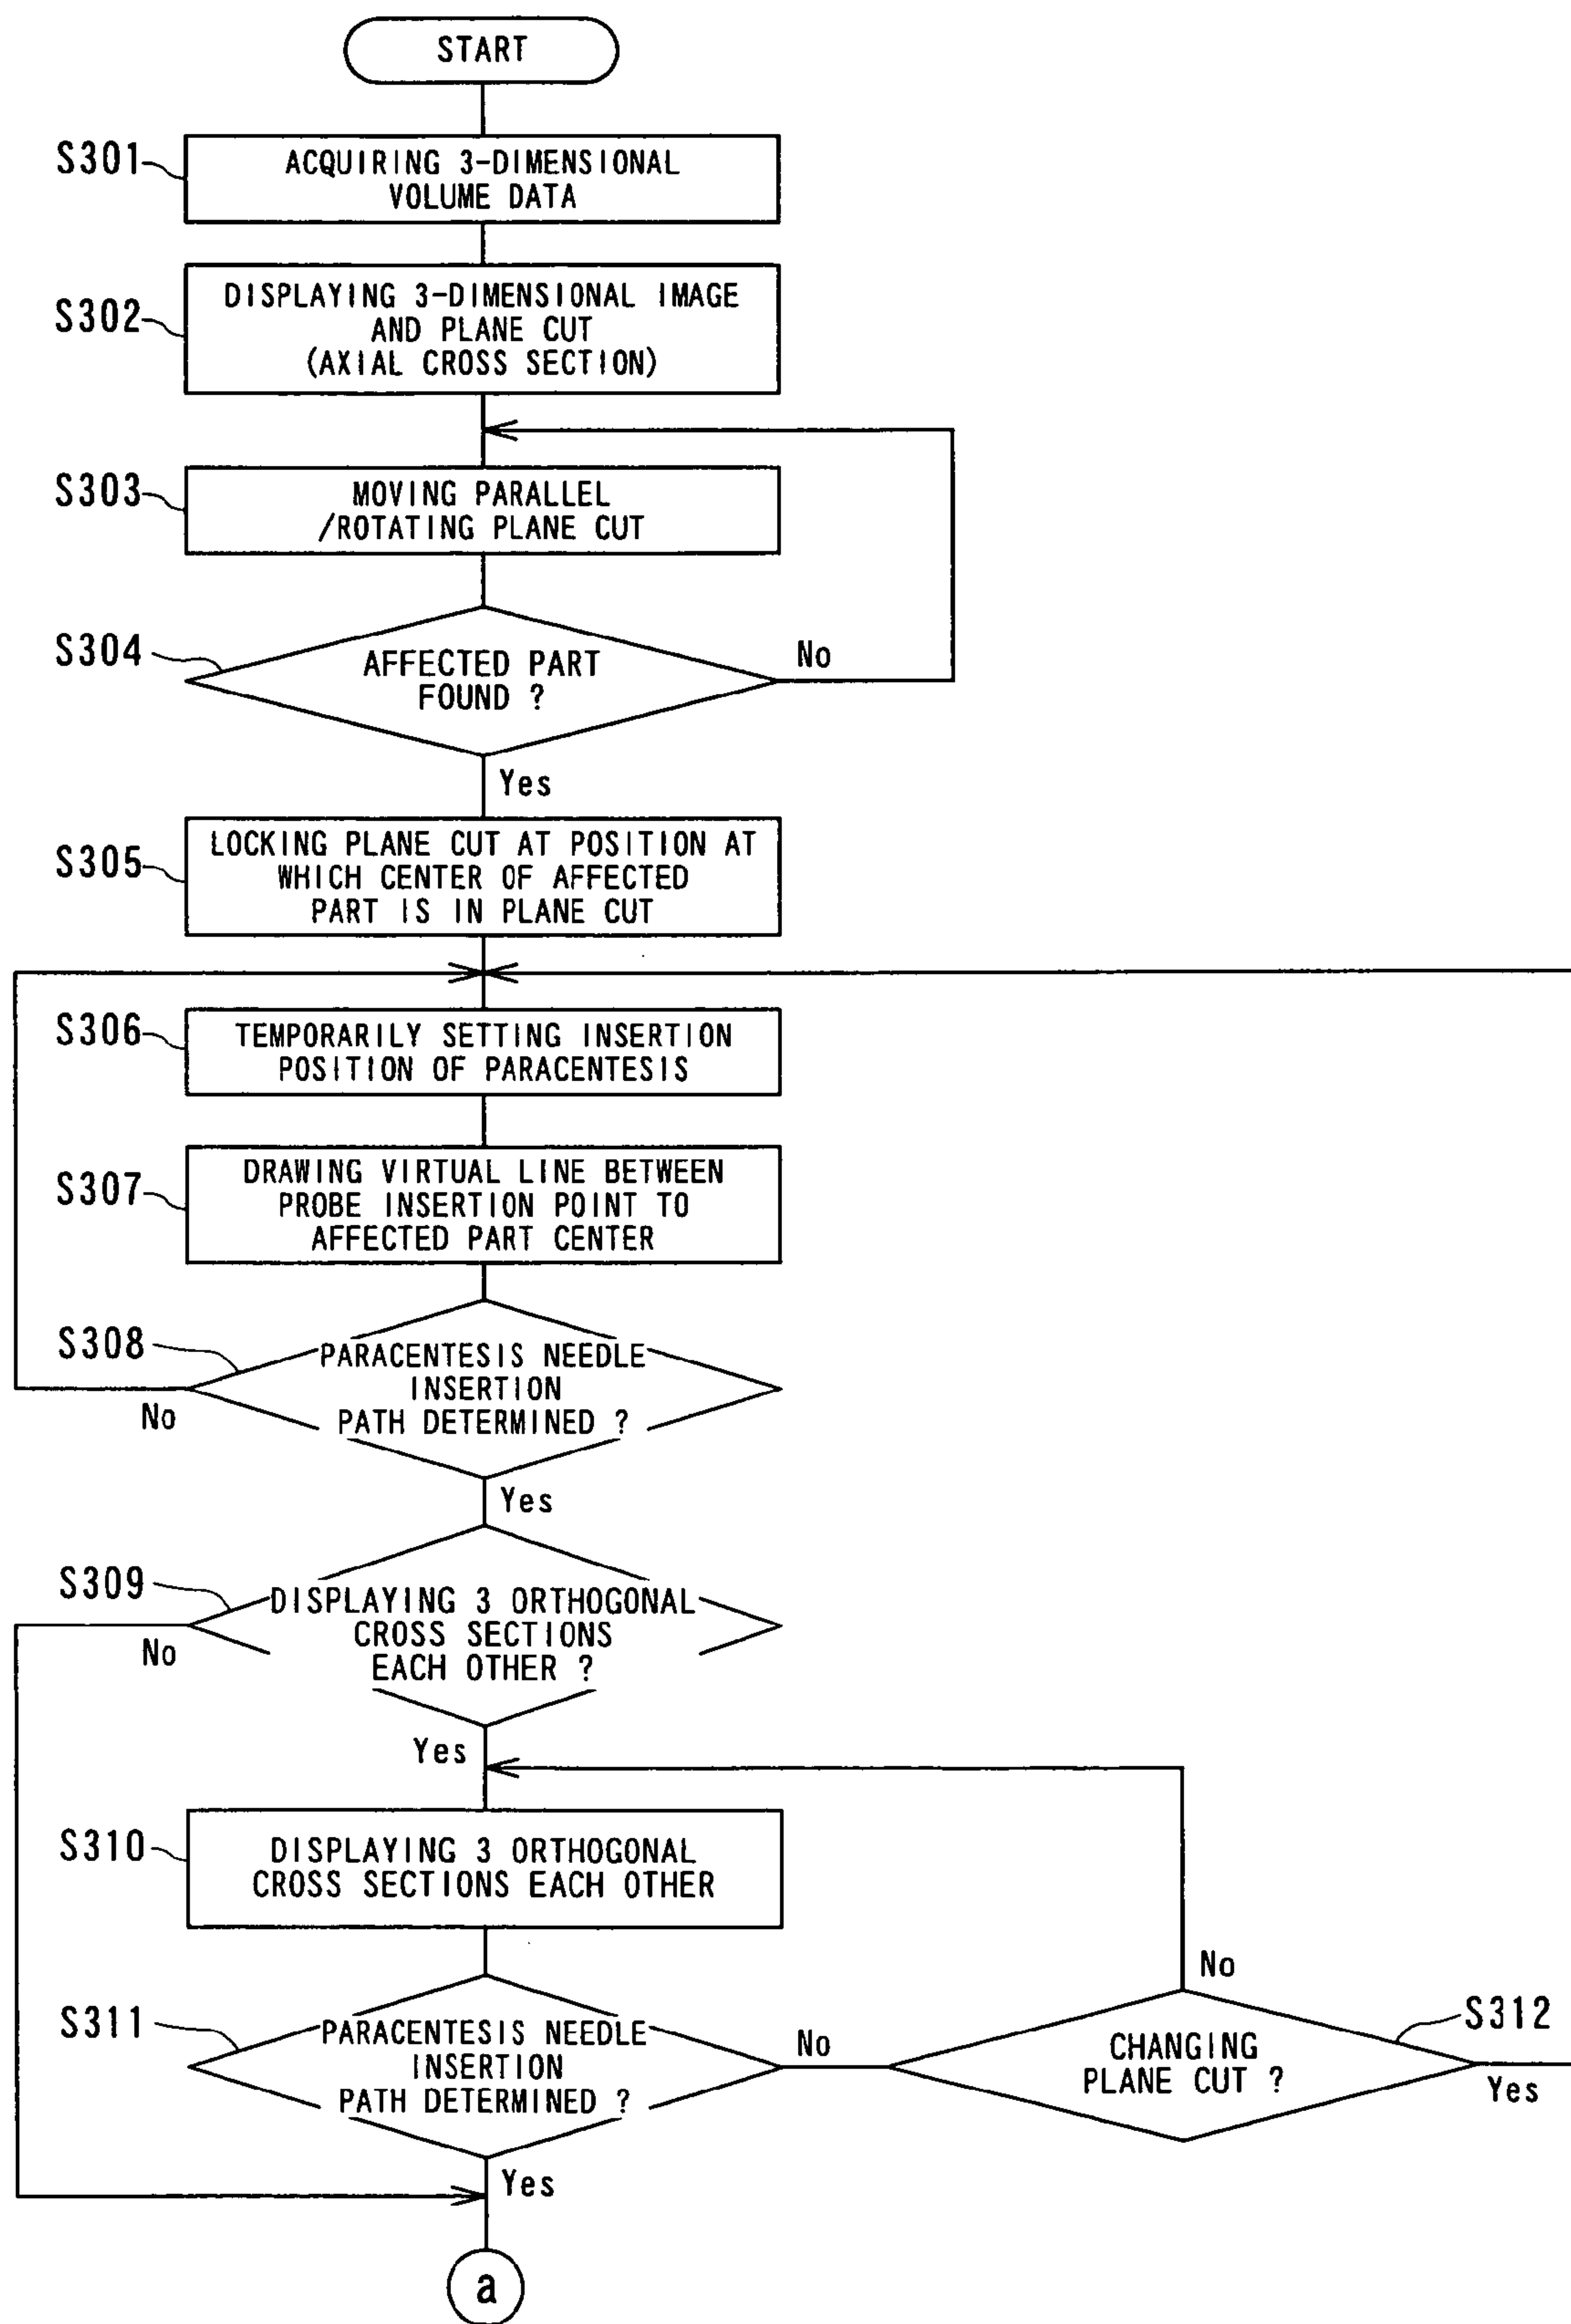 START
S301
ACQUIRING 3-DIMENSIONAL
VOLUME DATA
S302
DISPLAYING 3-DIMENSIONAL IMAGE
AND PLANE CUT
(AXIAL CROSS SECTION)
S303
MOVING PARALLEL
/ROTATING PLANE CUT
S304
AFFECTED PART
FOUND ?
No
Yes
S305
LOCKING PLANE CUT AT POSITION AT
WHICH CENTER OF AFFECTED
PART IS IN PLANE CUT
S306
TEMPORARILY SETTING INSERTION
POSITION OF PARACENTESIS
S307
DRAWING VIRTUAL LINE BETWEEN
PROBE INSERTION POINT TO
AFFECTED PART CENTER
S308
PARACENTESIS NEEDLE
INSERTION
PATH DETERMINED ?
No
Yes
S309
DISPLAYING 3 ORTHOGONAL
CROSS SECTIONS
EACH OTHER ?
No
Yes
S310
DISPLAYING 3 ORTHOGONAL
CROSS SECTIONS EACH OTHER
S311
PARACENTESIS NEEDLE
INSERTION
PATH DETERMINED ?
No
Yes
S312
CHANGING
PLANE CUT ?
No
Yes
a